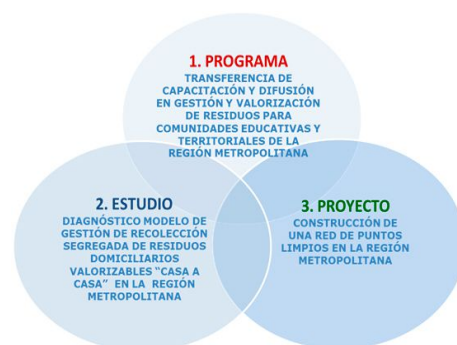 1. PROGRAMA
TRANSFERENCIA DE
CAPACITACIÓN Y DIFUSIÓN
EN GESTIÓN Y VALORIZACIÓN
DE RESIDUOS PARA
COMUNIDADES EDUCATIVAS Y
TERRITORIALES DE LA
REGIÓN METROPOLITANA
2. ESTUDIO
DIAGNÓSTICO MODELO DE
GESTIÓN DE RECOLECCIÓN
SEGREGADA DE RESIDUOS
DOMICILIARIOS
VALORIZABLES “CASA A
CASA” EN LA REGIÓN
METROPOLITANA
3. PROYECTO
CONSTRUCCIÓN DE
UNA RED DE PUNTOS
LIMPIOS EN LA REGIÓN
METROPOLITANA